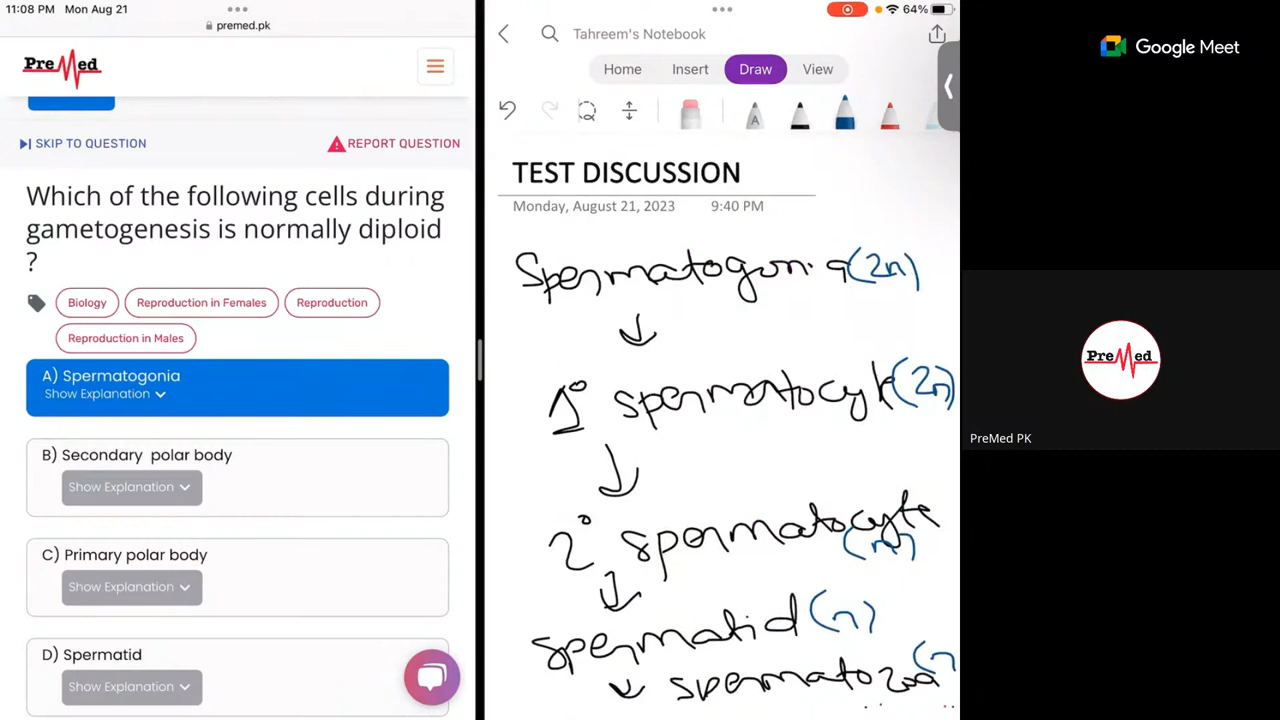 11:08 PM Mon Aug 21
premed.pk
PreMed
SKIP TO QUESTION
REPORT QUESTION
Which of the following cells during
gametogenesis is normally diploid
?
Biology
Reproduction in Females
Reproduction
Reproduction in Males
A) Spermatogonia
Show Explanation
B) Secondary polar body
Show Explanation
C) Primary polar body
Show Explanation
D) Spermatid
Show Explanation
64%
Tahreem's Notebook
Home
Insert
Draw
View
A
TEST DISCUSSION
Monday, August 21, 2023 9:40 PM
Spermatogonia (2n)
1° spermatocyte (2n)
2° spermatocyte
(n)
spermatid (n)
spermatozoa (n
Google Meet
PreMed
PreMed PK